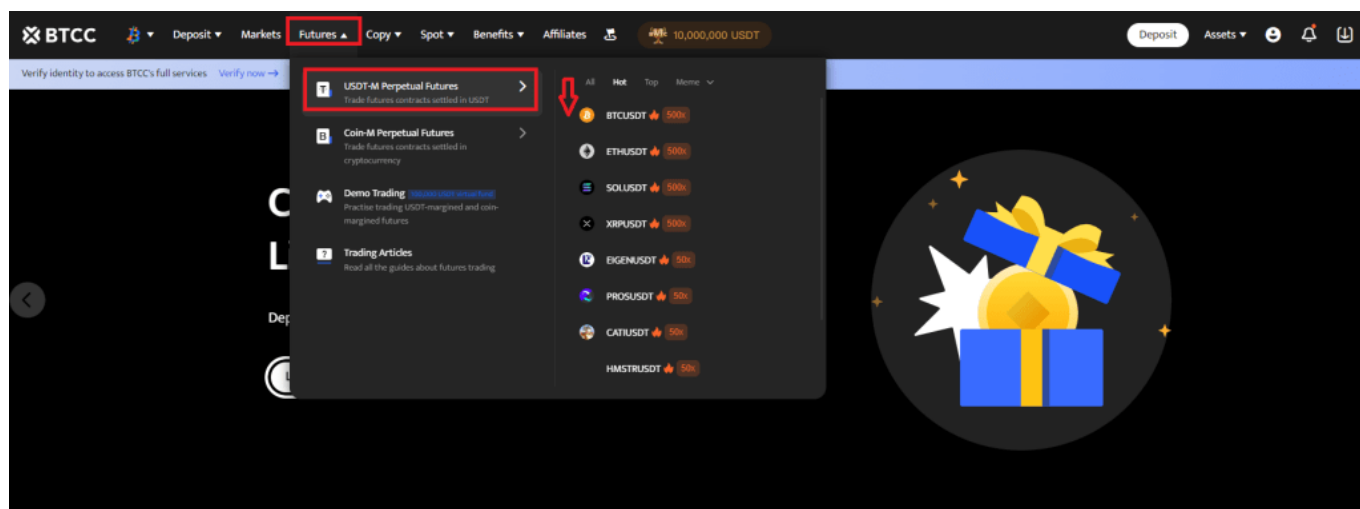 BTCC
Deposit
Markets
Futures
Copy
Spot
Benefits
Affiliates
10,000,000 USDT
Deposit
Assets
Verify identity to access BTCC's full services Verify now →
USDT-M Perpetual Futures
Trade futures contracts settled in USDT
Coin-M Perpetual Futures
Trade futures contracts settled in
cryptocurrency
Demo Trading
Practise trading USDT-margined and coin-
margined futures
Trading Articles
Read all the guides about futures trading
All Hot Top Meme
BTCUSDT 500x
ETHUSDT 500x
SOLUSDT 500x
XRPUSDT 500x
EIGENUSDT 50x
PROSUSDT 50x
CATIUSDT 50x
HMSTRUSDT 50x
C
Li
Dep